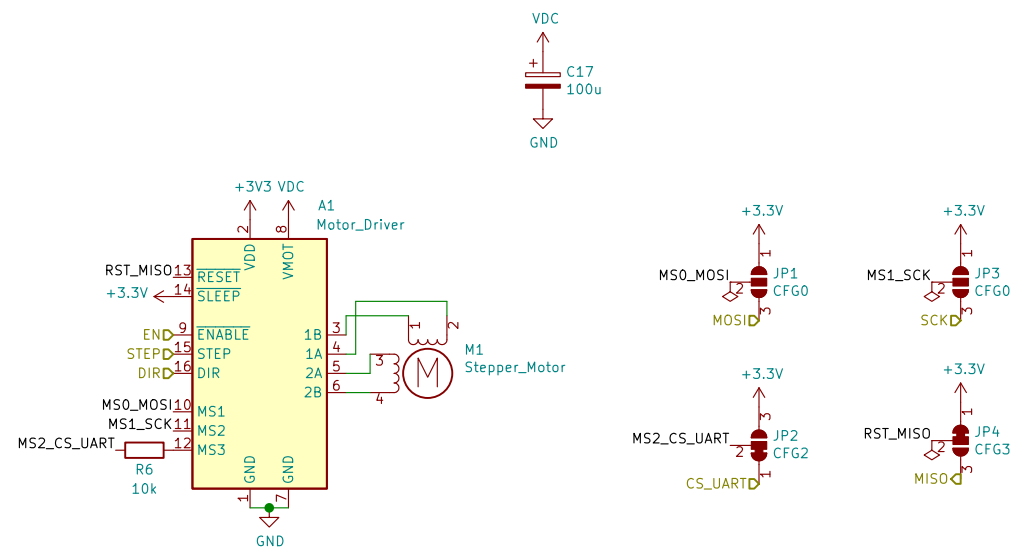 VDC
+
C17
100u
GND
+3V3 VDC
A1
Motor_Driver
2
8
VDD
VMOT
RST_MISO 13 RESET
+3.3V 14 SLEEP
EN 9 ENABLE
STEP 15 STEP
DIR 16 DIR
MS0_MOSI 10 MS1
MS1_SCK 11 MS2
MS2_CS_UART 12 MS3
R6
10k
1B 3
1A 4
2A 5
2B 6
1
2
3
4
M
M1
Stepper_Motor
GND
GND
1
7
GND
+3.3V
1
MS0_MOSI
2
JP1
CFG0
3
MOSI
+3.3V
1
MS1_SCK
2
JP3
CFG0
3
SCK
+3.3V
3
MS2_CS_UART
2
JP2
CFG2
1
CS_UART
+3.3V
1
RST_MISO
2
JP4
CFG3
3
MISO